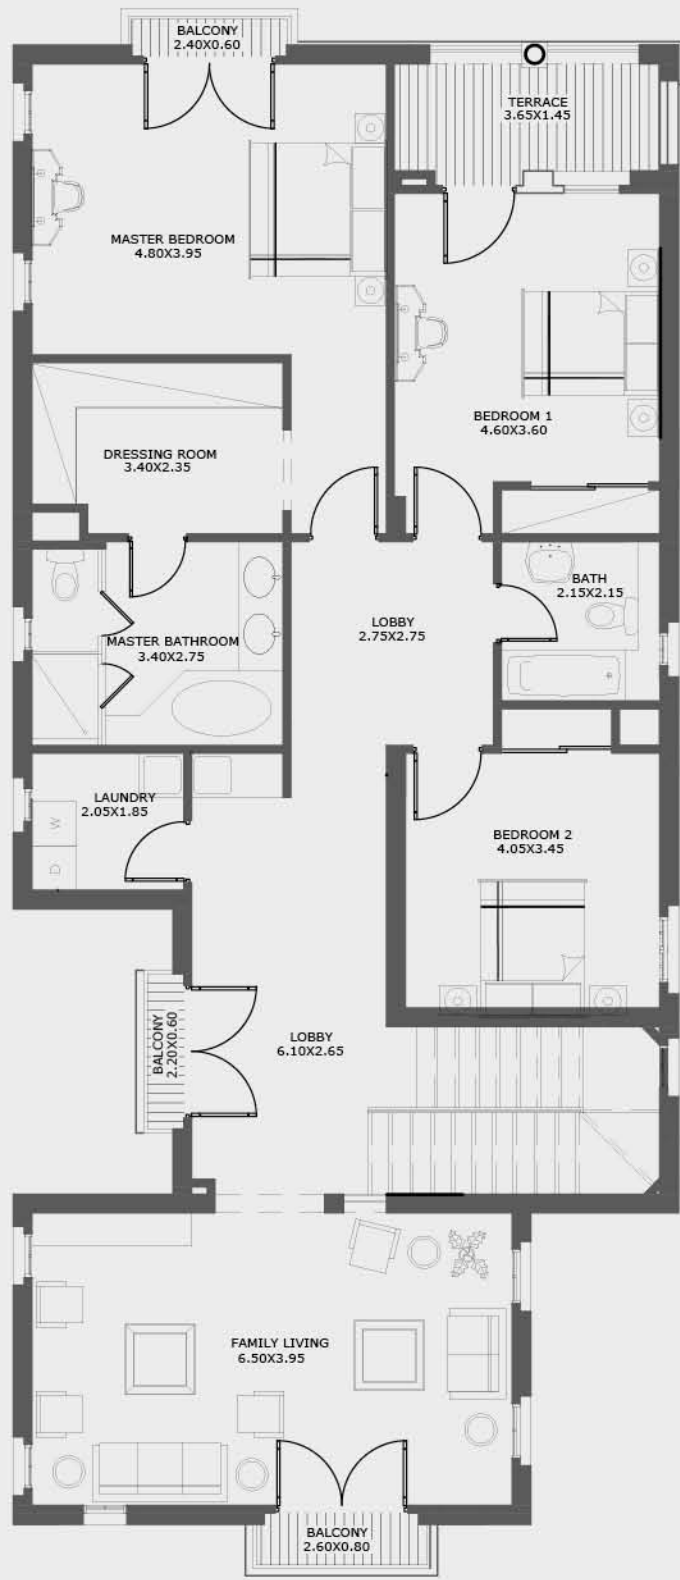 BALCONY
2.40X0.60
TERRACE
3.65X1.45
MASTER BEDROOM
4.80X3.95
BEDROOM 1
4.60X3.60
DRESSING ROOM
3.40X2.35
BATH
2.15X2.15
LOBBY
2.75X2.75
MASTER BATHROOM
3.40X2.75
LAUNDRY
2.05X1.85
W
D
BEDROOM 2
4.05X3.45
BALCONY
2.20X0.60
LOBBY
6.10X2.65
FAMILY LIVING
6.50X3.95
BALCONY
2.60X0.80